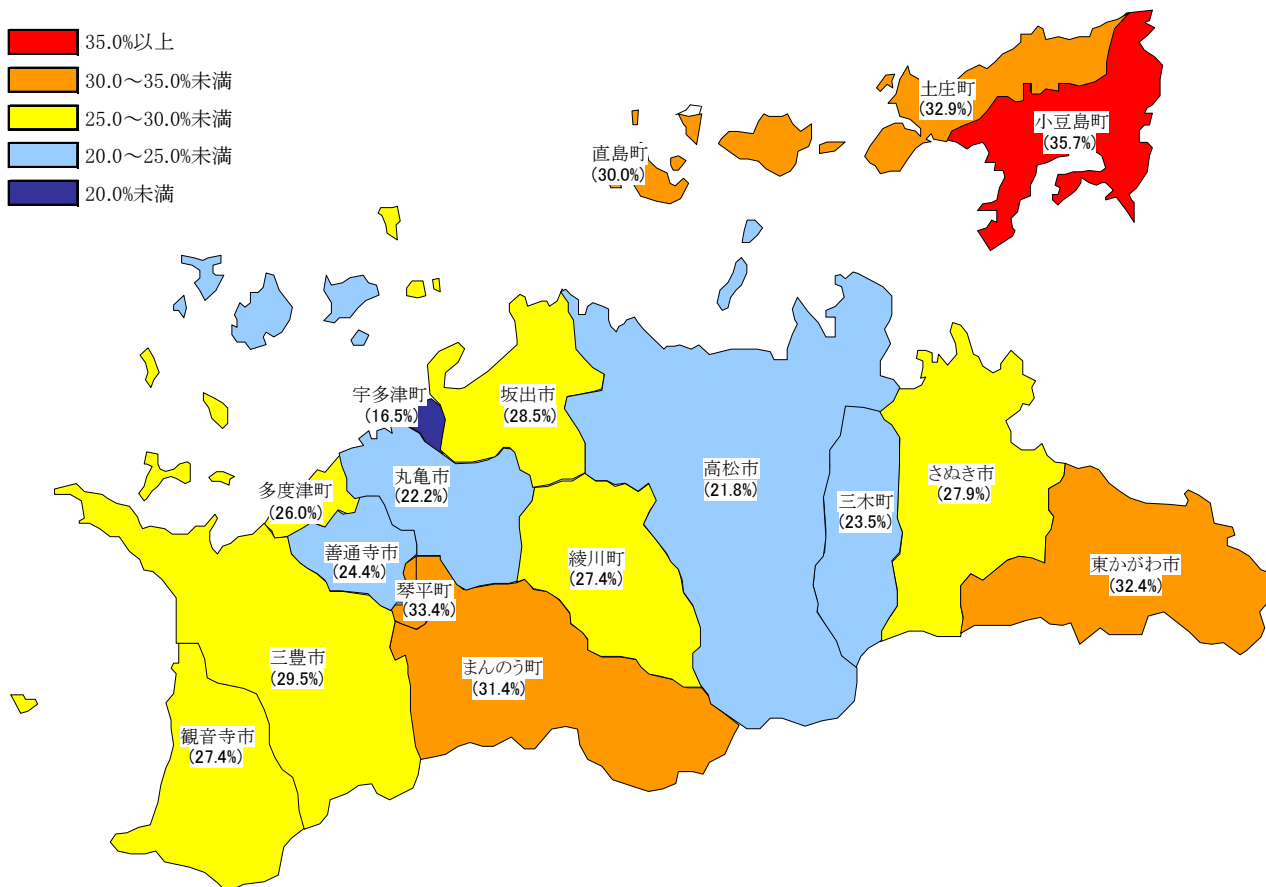 35.0%以上
30.0～35.0%未満
25.0～30.0%未満
20.0～25.0%未満
20.0%未満
土庄町
(32.9%)
小豆島町
(35.7%)
直島町
(30.0%)
宇多津町
(16.5%)
坂出市
(28.5%)
丸亀市
(22.2%)
高松市
(21.8%)
さぬき市
(27.9%)
多度津町
(26.0%)
三木町
(23.5%)
善通寺市
(24.4%)
綾川町
(27.4%)
東かがわ市
(32.4%)
琴平町
(33.4%)
三豊市
(29.5%)
まんのう町
(31.4%)
観音寺市
(27.4%)